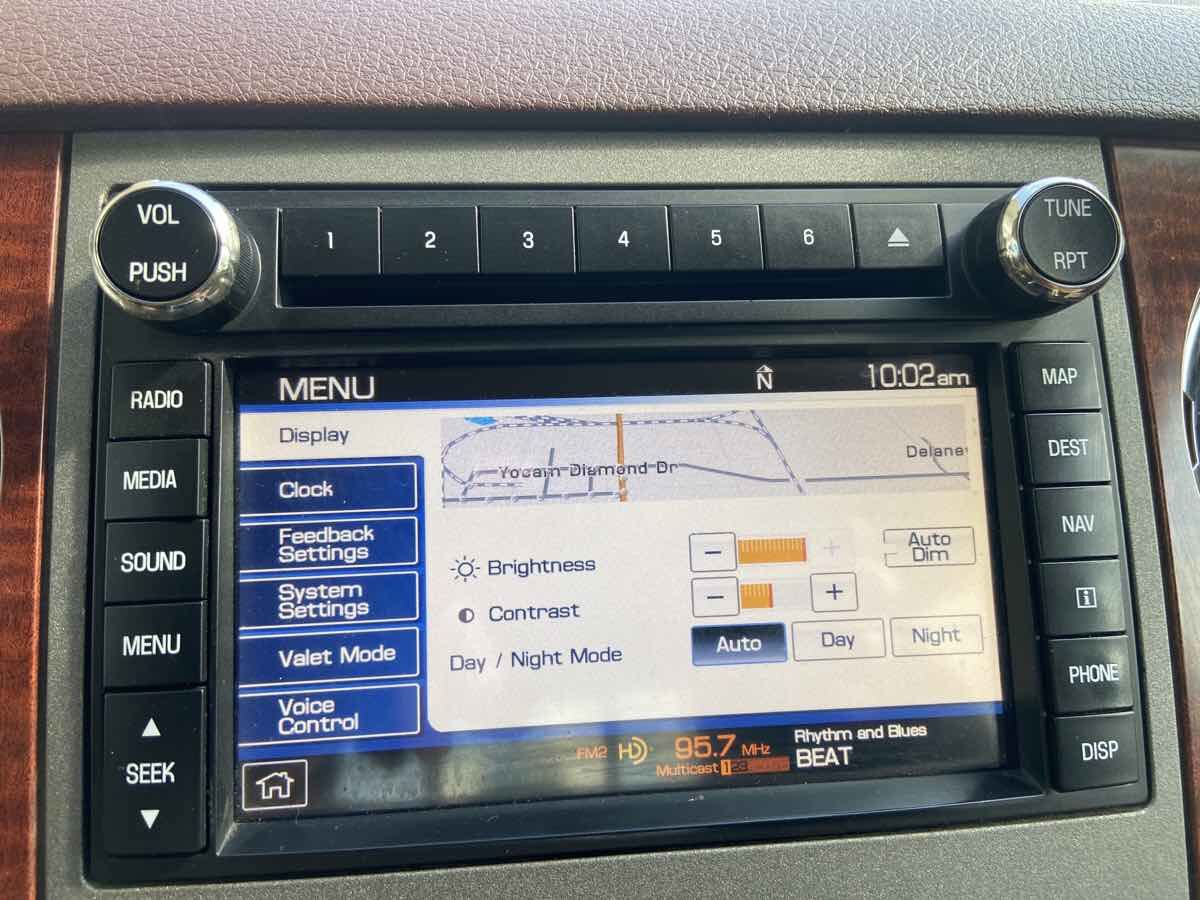 VOL
PUSH
1 2 3 4 5 6
TUNE
RPT
RADIO
MEDIA
SOUND
MENU
SEEK
MENU
N
10:02am
Display
Clock
Feedback
Settings
System
Settings
Valet Mode
Voice
Control
Yocam Diamond Dr
Brightness
- +
Auto
Dim
Contrast
- +
Day / Night Mode
Auto Day Night
FM2 HD 95.7 MHz
Multicast 1
Rhythm and Blues
BEAT
MAP
DEST
NAV
i
PHONE
DISP